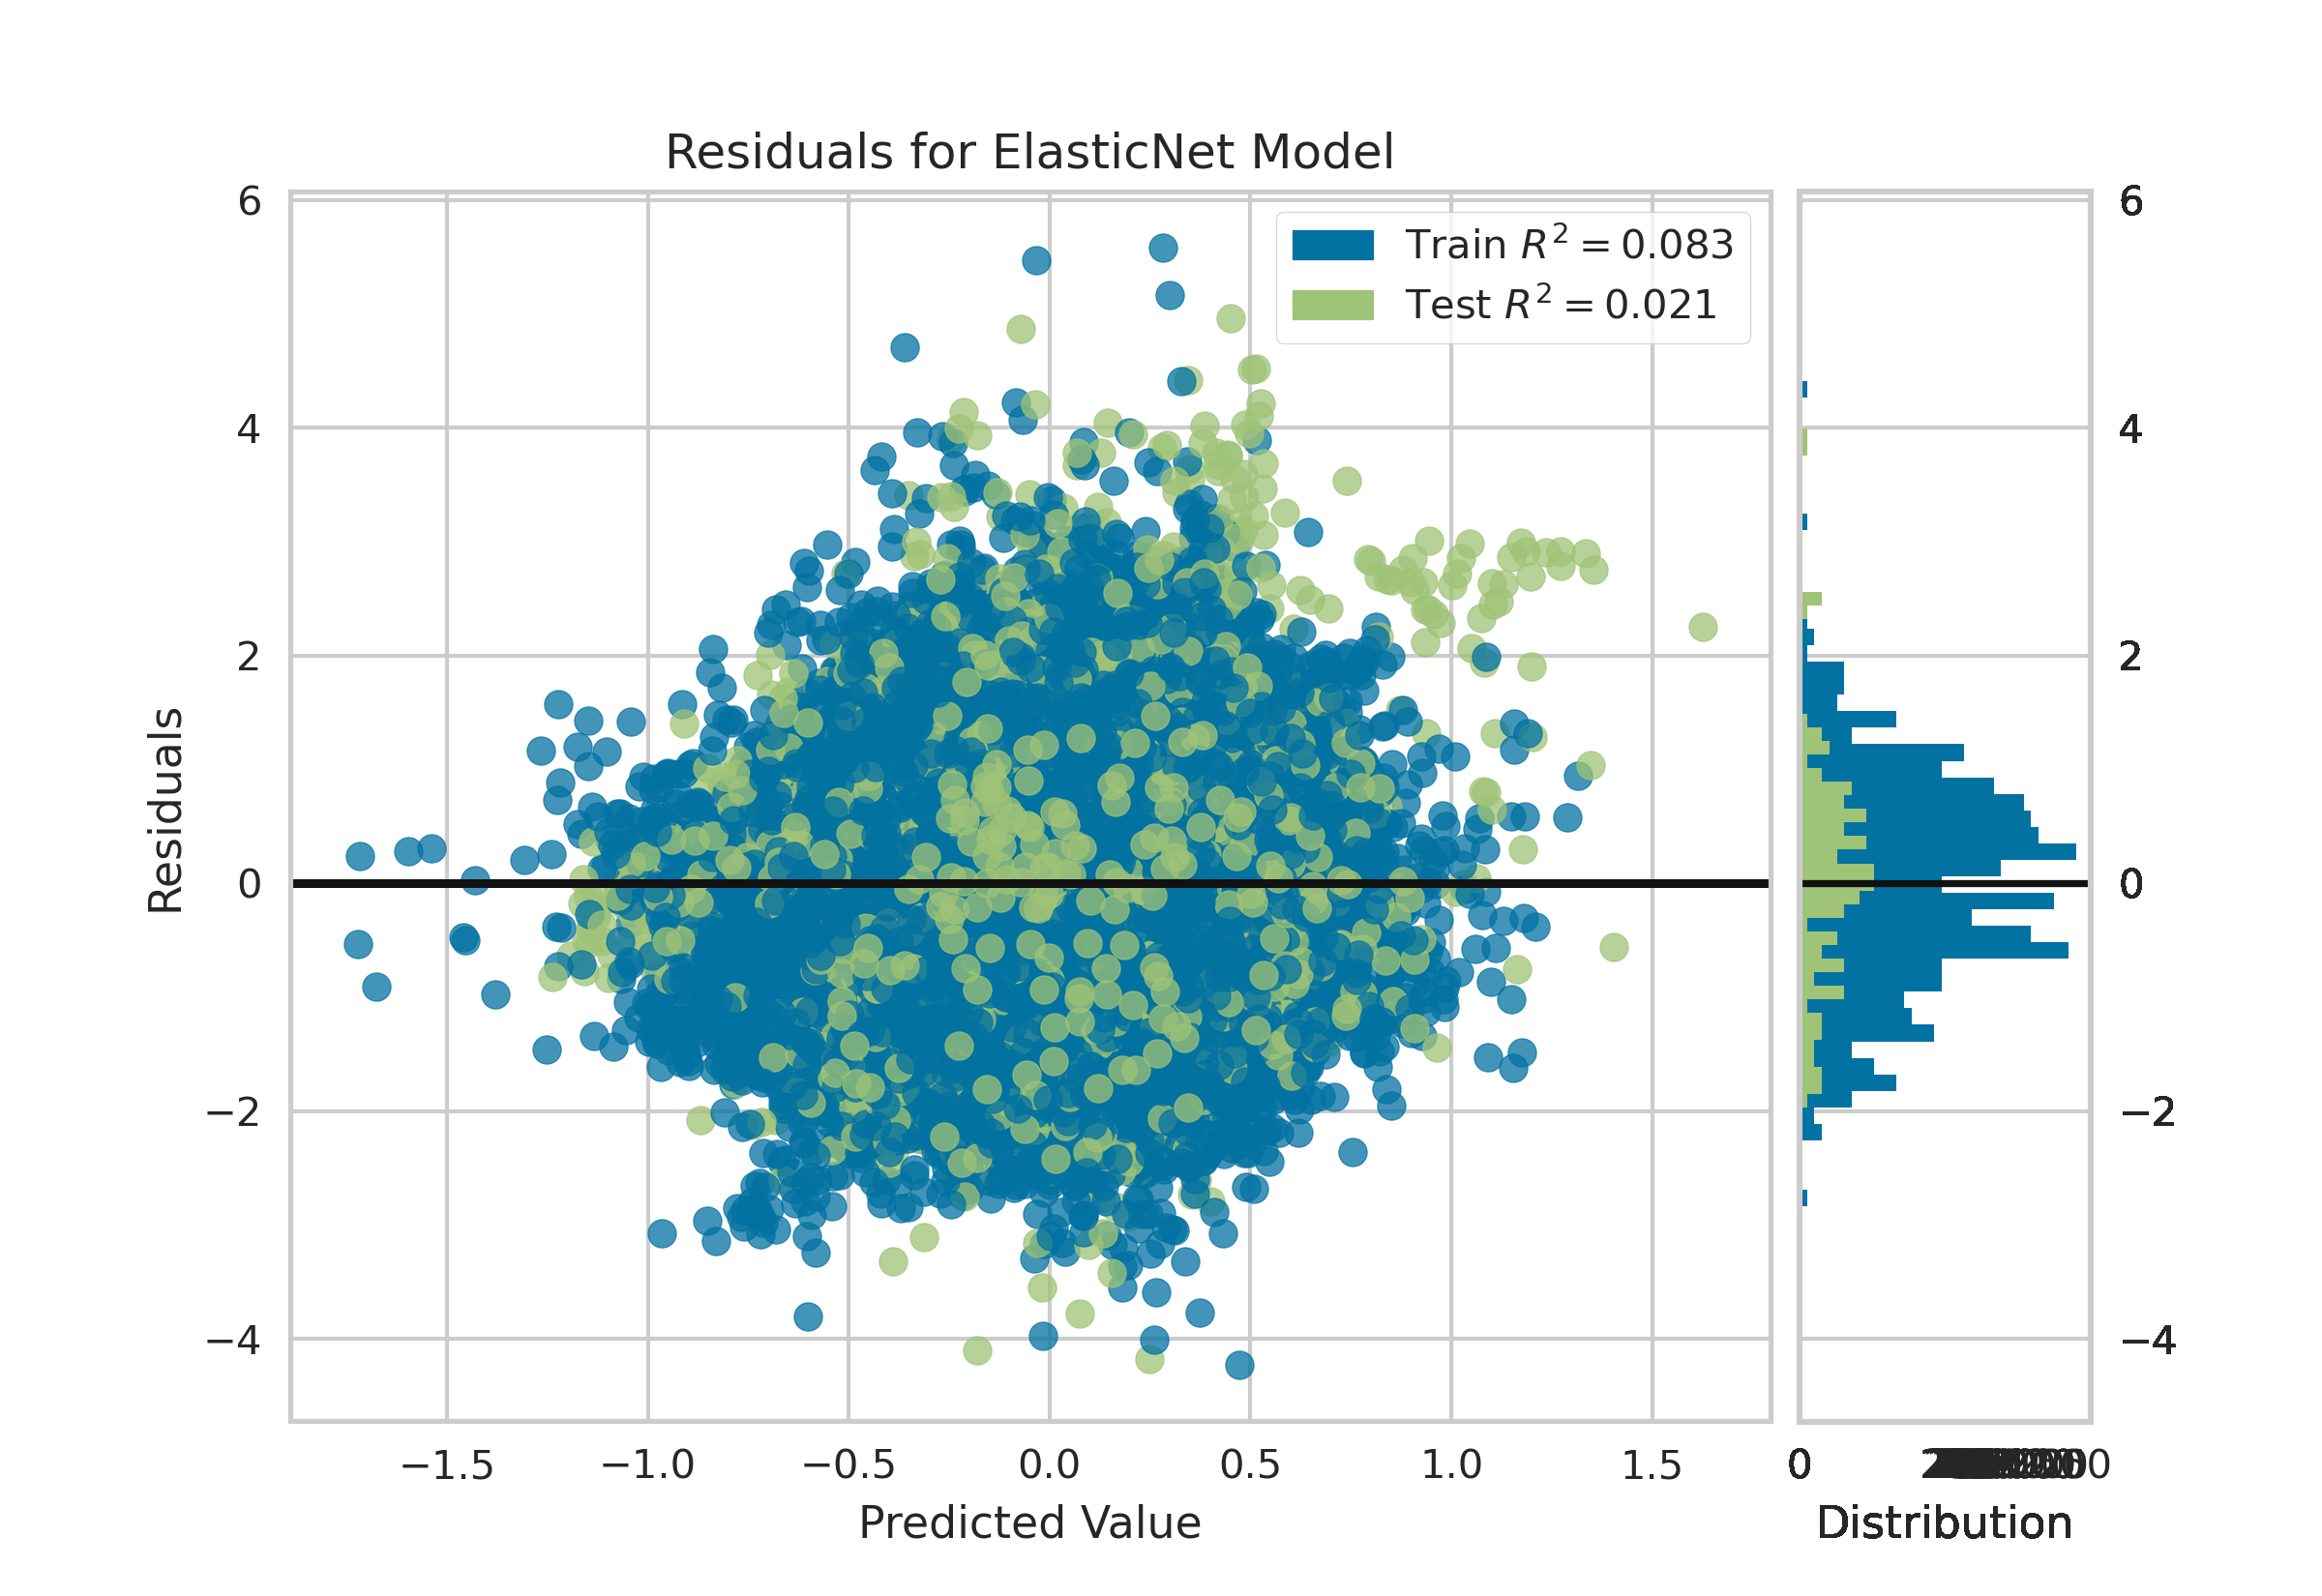 Residuals for ElasticNet Model
Train R² = 0.083
Test R² = 0.021
Residuals
6
4
2
0
−2
−4
−1.5 −1.0 −0.5 0.0 0.5 1.0 1.5
Predicted Value
6
4
2
0
−2
−4
0
Distribution